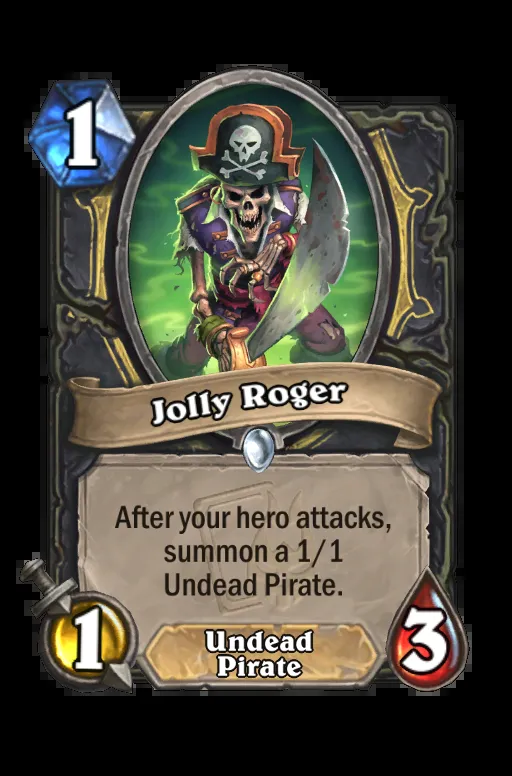 1
Jolly Roger
After your hero attacks,
summon a 1/1
Undead Pirate.
1
Undead
Pirate
3